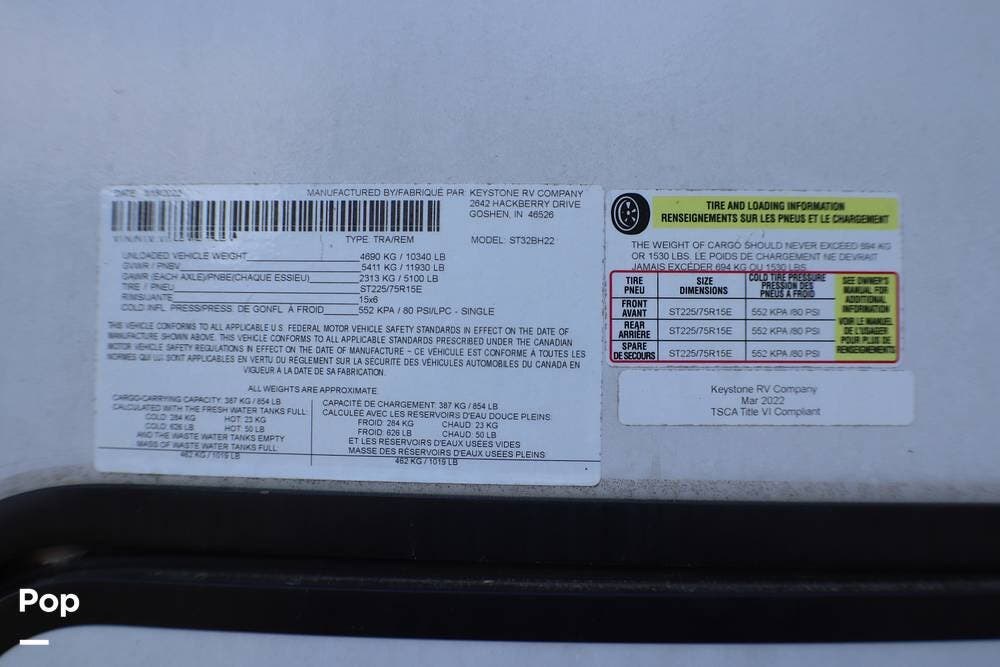 DATE
MANUFACTURED BY/FABRIQUÉ PAR KEYSTONE RV COMPANY
2642 HACKBERRY DRIVE
GOSHEN, IN 46526
TYPE TRA/REM MODEL: ST32BH22
UNLOADED VEHICLE WEIGHT 4690 KG / 10340 LB
GVWR / PNBV 5411 KG / 11930 LB
GAWR (EACH AXLE)/PNBE(CHAQUE ESSIEU) 2313 KG / 5100 LB
TIRE / PNEU ST225/75R15E
RIMS/JANTE 15x6
COLD INFL. PRESS/PRESS. DE GONFL. À FROID 552 KPA / 80 PSI/LPC - SINGLE
THIS VEHICLE CONFORMS TO ALL APPLICABLE U.S. FEDERAL MOTOR VEHICLE SAFETY STANDARDS IN EFFECT ON THE DATE OF
MANUFACTURE SHOWN ABOVE. THIS VEHICLE CONFORMS TO ALL APPLICABLE STANDARDS PRESCRIBED UNDER THE CANADIAN
MOTOR VEHICLE SAFETY REGULATIONS IN EFFECT ON THE DATE OF MANUFACTURE – CE VÉHICULE EST CONFORME À TOUTES LES
NORMES QUI LUI SONT APPLICABLES EN VERTU DU RÈGLEMENT SUR LA SÉCURITÉ DES VÉHICULES AUTOMOBILES DU CANADA EN
VIGUEUR A LA DATE DE SA FABRICATION.
ALL WEIGHTS ARE APPROXIMATE.
CARGO-CARRYING CAPACITY: 387 KG / 854 LB
CALCULATED WITH THE FRESH WATER TANKS FULL:
COLD: 284 KG HOT: 23 KG
COLD: 626 LB HOT: 50 LB
AND THE WASTE WATER TANKS EMPTY
MASS OF WASTE WATER TANKS FULL
462 KG / 1019 LB
CAPACITÉ DE CHARGEMENT: 387 KG / 854 LB
CALCULÉE AVEC LES RESERVOIRS D'EAU DOUCE PLEINS:
FROID: 284 KG CHAUD: 23 KG
FROID: 626 LB CHAUD: 50 LB
ET LES RESERVOIRS D'EAUX USÉES VIDES
MASSE DES RÉSERVOIRS D'EAUX USÉES PLEINS
462 KG / 1019 LB
TIRE AND LOADING INFORMATION
RENSEIGNEMENTS SUR LES PNEUS ET LE CHARGEMENT
THE WEIGHT OF CARGO SHOULD NEVER EXCEED 694 KG
OR 1530 LBS. LE POIDS DE CHARGEMENT NE DEVRAIT
JAMAIS EXCÉDER 694 KG OU 1530 LBS.
TIRE
PNEU
SIZE
DIMENSIONS
COLD TIRE PRESSURE
PRESSION DES
PNEUS A FROID
FRONT
AVANT
ST225/75R15E 552 KPA /80 PSI
REAR
ARRIÈRE
ST225/75R15E 552 KPA /80 PSI
SPARE
DE SECOURS
ST225/75R15E 552 KPA /80 PSI
SEE OWNER'S
MANUAL FOR
ADDITIONAL
INFORMATION
VOIR LE MANUEL
DE L'USAGER
POUR PLUS DE
RENSEIGNEMENTS
Keystone RV Company
Mar 2022
TSCA Title VI Compliant
Pop